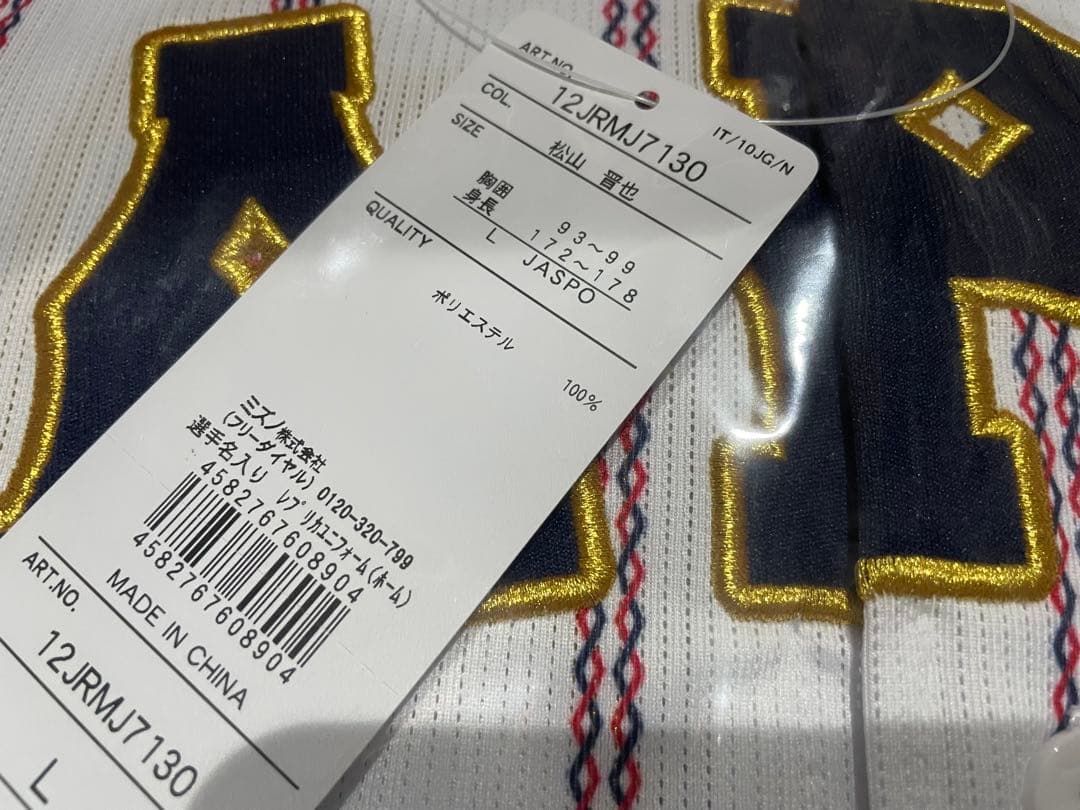 IT/10JG/N
ART.NO. 12JRMJ7130
COL. 松山 晋也
SIZE 胸囲 93～99
身長 172～178
L JASPO
QUALITY
ポリエステル 100%
ミズノ株式会社
(フリーダイヤル) 0120-320-799
選手名入り ﾚﾌﾟﾘｶユニフォーム(ﾎｰﾑ)
4582767608904
4582767608904
MADE IN CHINA
ART.NO.
12JRMJ7130
L